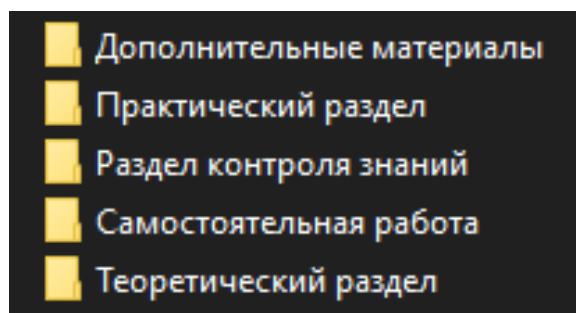 Дополнительные материалы
Практический раздел
Раздел контроля знаний
Самостоятельная работа
Теоретический раздел